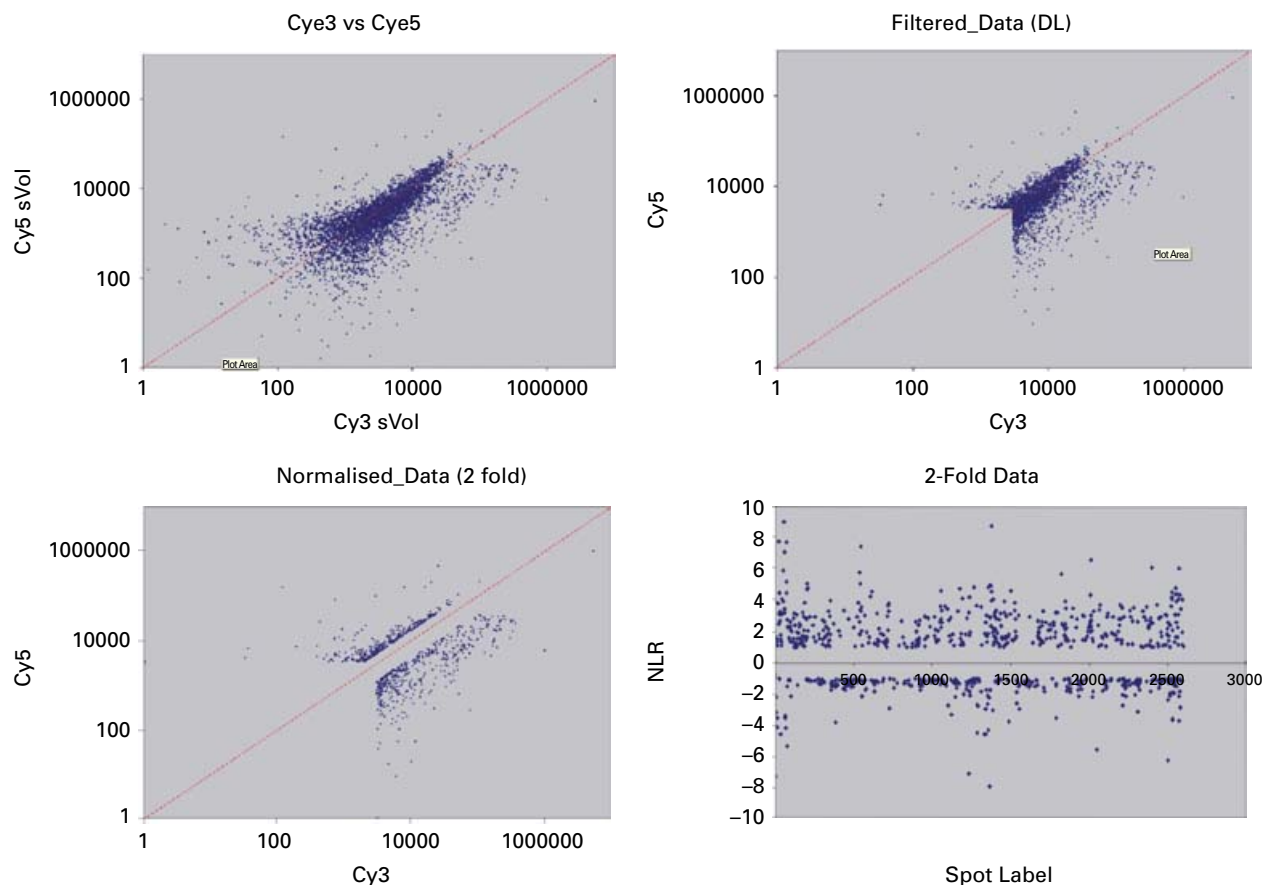 Cye3 vs Cye5
Cy5 sVol
1000000
10000
100
1
Plot Area
1 100 10000 1000000
Cy3 sVol
Filtered_Data (DL)
Cy5
1000000
10000
100
1
Plot Area
1 100 10000 1000000
Cy3
Normalised_Data (2 fold)
Cy5
1000000
10000
100
1
1 100 10000 1000000
Cy3
2-Fold Data
NLR
10
8
6
4
2
0
500 1000 1500 2000 2500 3000
−2
−4
−6
−8
−10
Spot Label